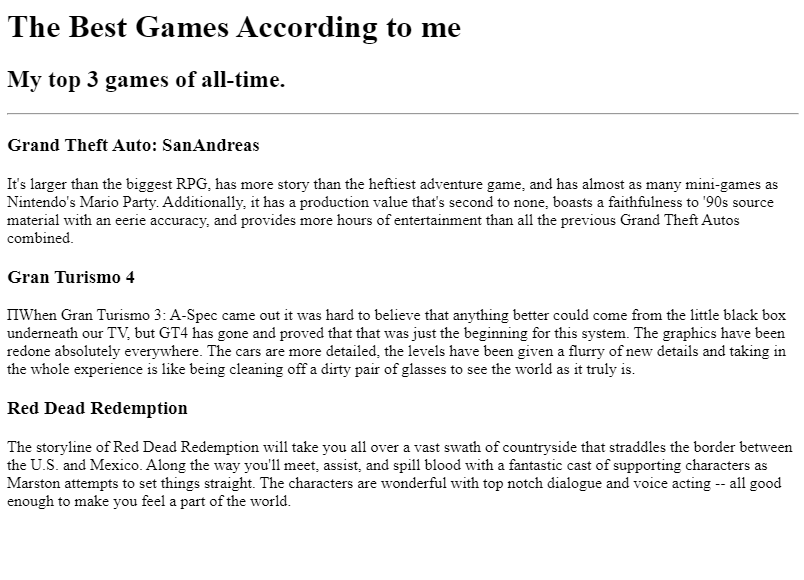 The Best Games According to me
My top 3 games of all-time.
Grand Theft Auto: SanAndreas
It's larger than the biggest RPG, has more story than the heftiest adventure game, and has almost as many mini-games as
Nintendo's Mario Party. Additionally, it has a production value that's second to none, boasts a faithfulness to '90s source
material with an eerie accuracy, and provides more hours of entertainment than all the previous Grand Theft Autos
combined.
Gran Turismo 4
ΠWhen Gran Turismo 3: A-Spec came out it was hard to believe that anything better could come from the little black box
underneath our TV, but GT4 has gone and proved that that was just the beginning for this system. The graphics have been
redone absolutely everywhere. The cars are more detailed, the levels have been given a flurry of new details and taking in
the whole experience is like being cleaning off a dirty pair of glasses to see the world as it truly is.
Red Dead Redemption
The storyline of Red Dead Redemption will take you all over a vast swath of countryside that straddles the border between
the U.S. and Mexico. Along the way you'll meet, assist, and spill blood with a fantastic cast of supporting characters as
Marston attempts to set things straight. The characters are wonderful with top notch dialogue and voice acting -- all good
enough to make you feel a part of the world.